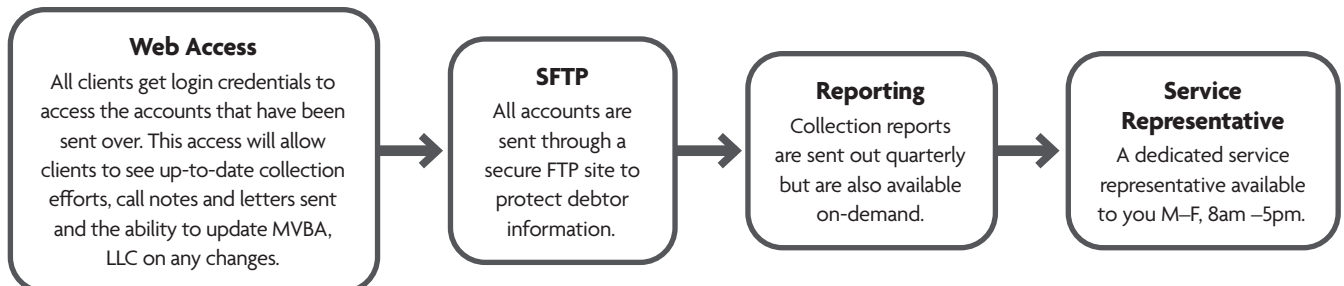 Web Access
All clients get login credentials to
access the accounts that have been
sent over. This access will allow
clients to see up-to-date collection
efforts, call notes and letters sent
and the ability to update MVBA,
LLC on any changes.
SFTP
All accounts are
sent through a
secure FTP site to
protect debtor
information.
Reporting
Collection reports
are sent out quarterly
but are also available
on-demand.
Service
Representative
A dedicated service
representative available
to you M–F, 8am –5pm.